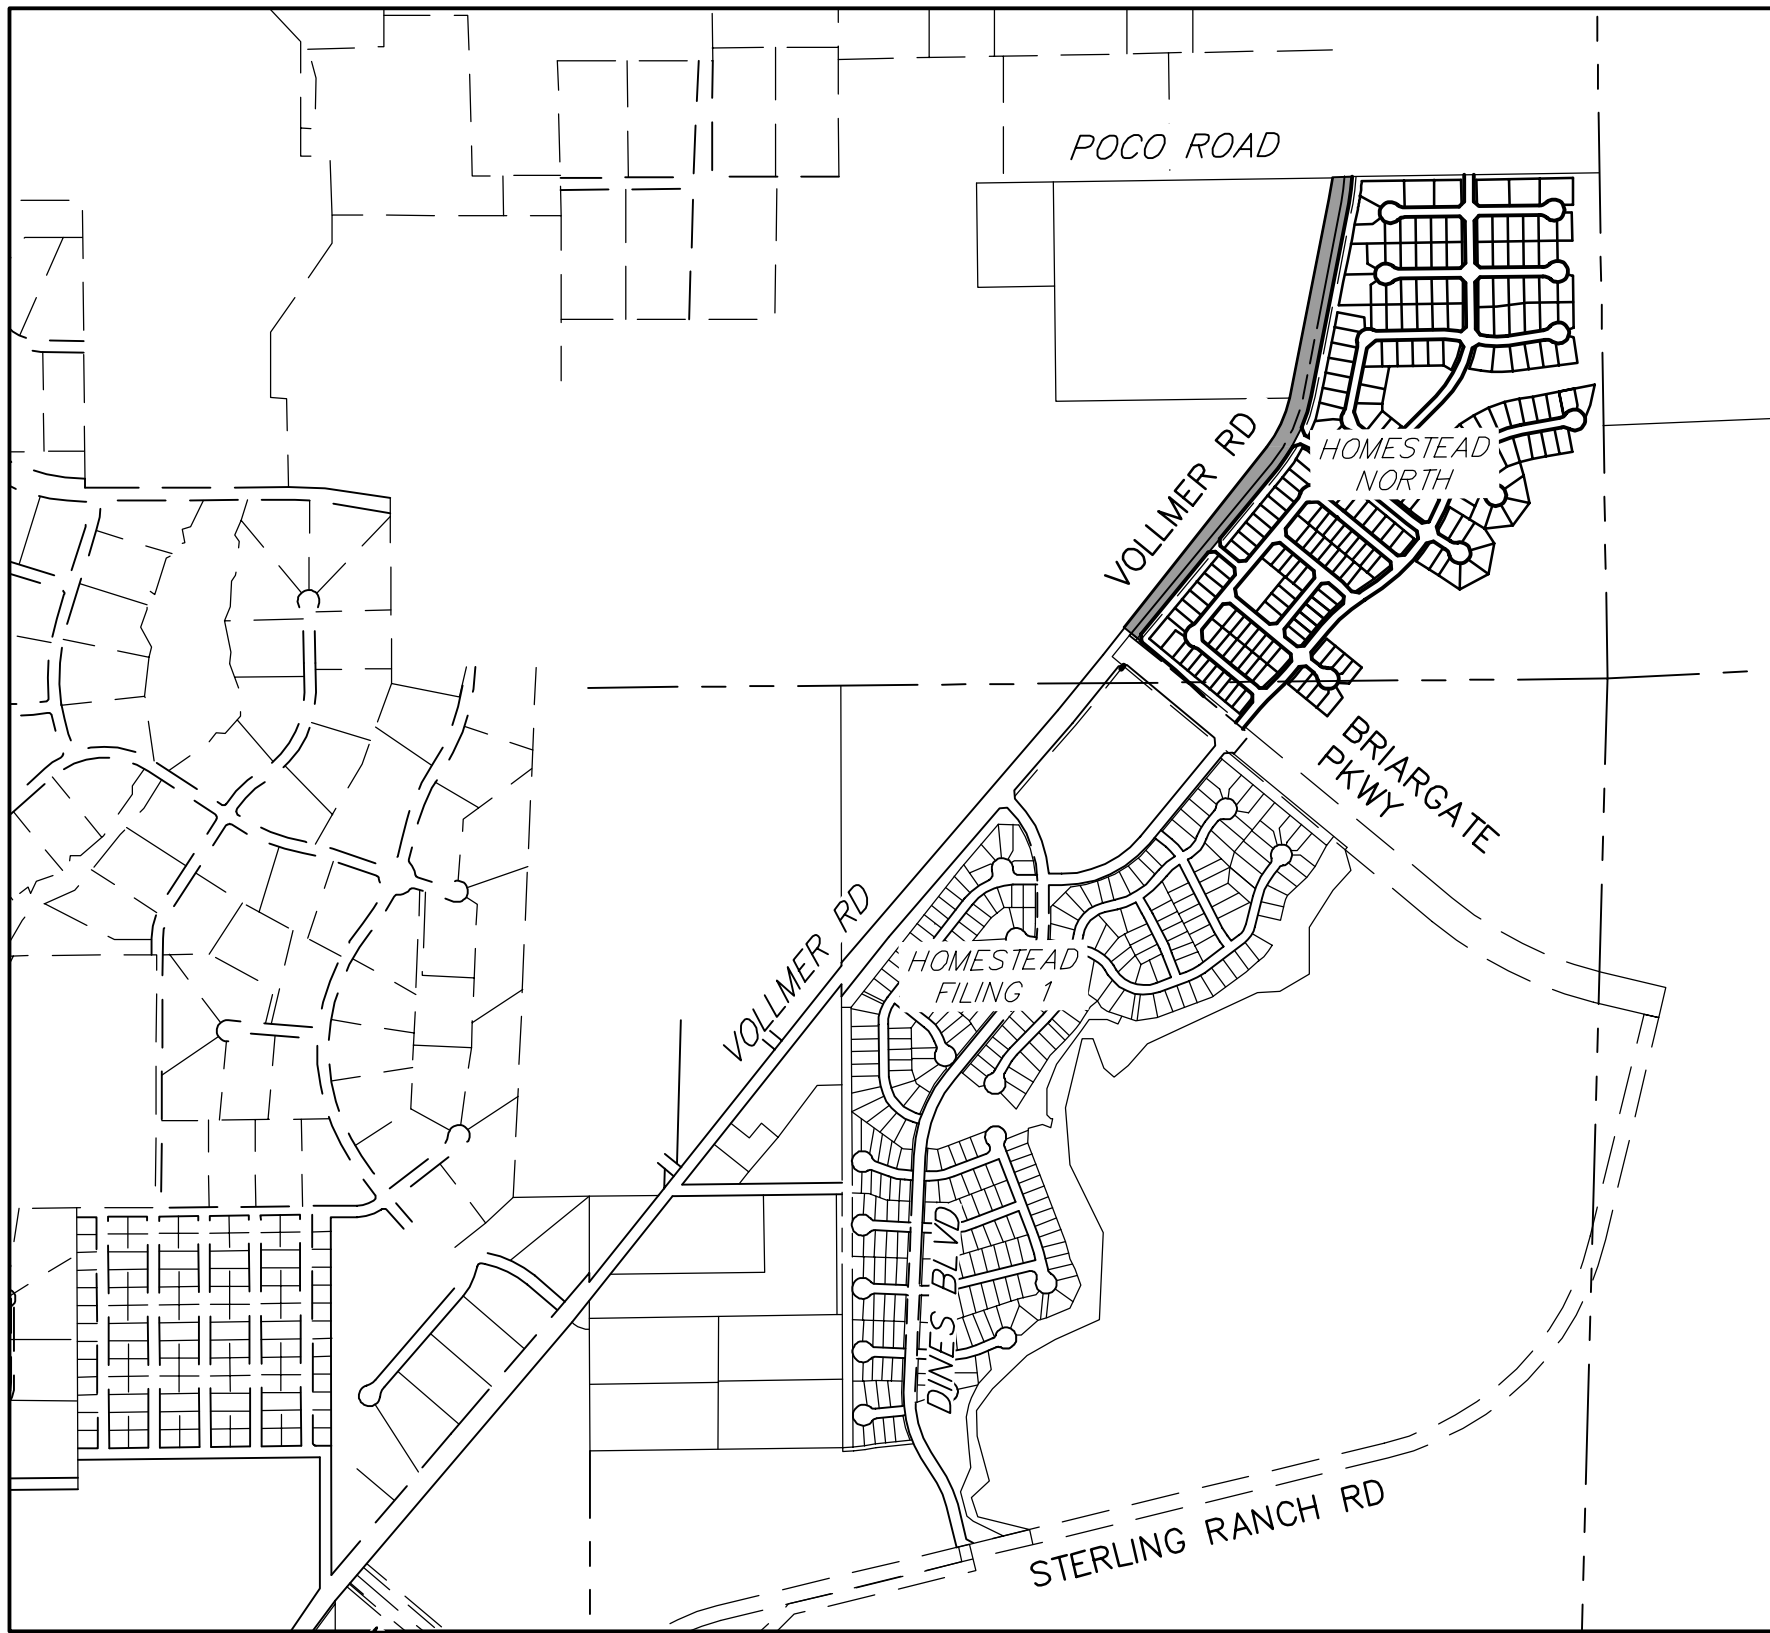 POCO ROAD
VOLLMER RD
HOMESTEAD
NORTH
BRIARGATE
PKWY
VOLLMER RD
HOMESTEAD
FILING 1
DINES BLVD
STERLING RANCH RD